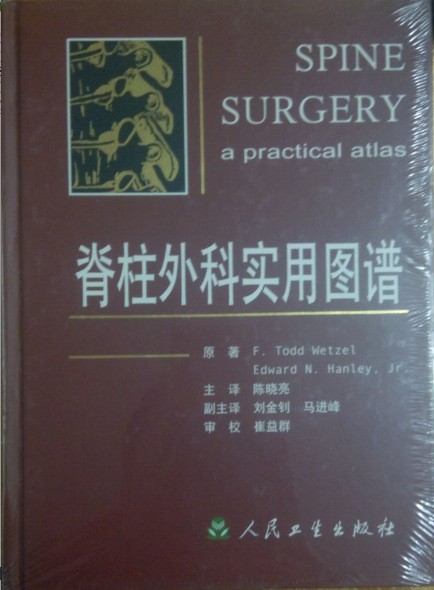 SPINE
SURGERY
a practical atlas
脊柱外科实用图谱
原 著 F. Todd Wetzel
Edward N. Hanley, Jr.
主 译 陈晓亮
副主译 刘金钊 马进峰
审 校 崔益群
人民卫生出版社